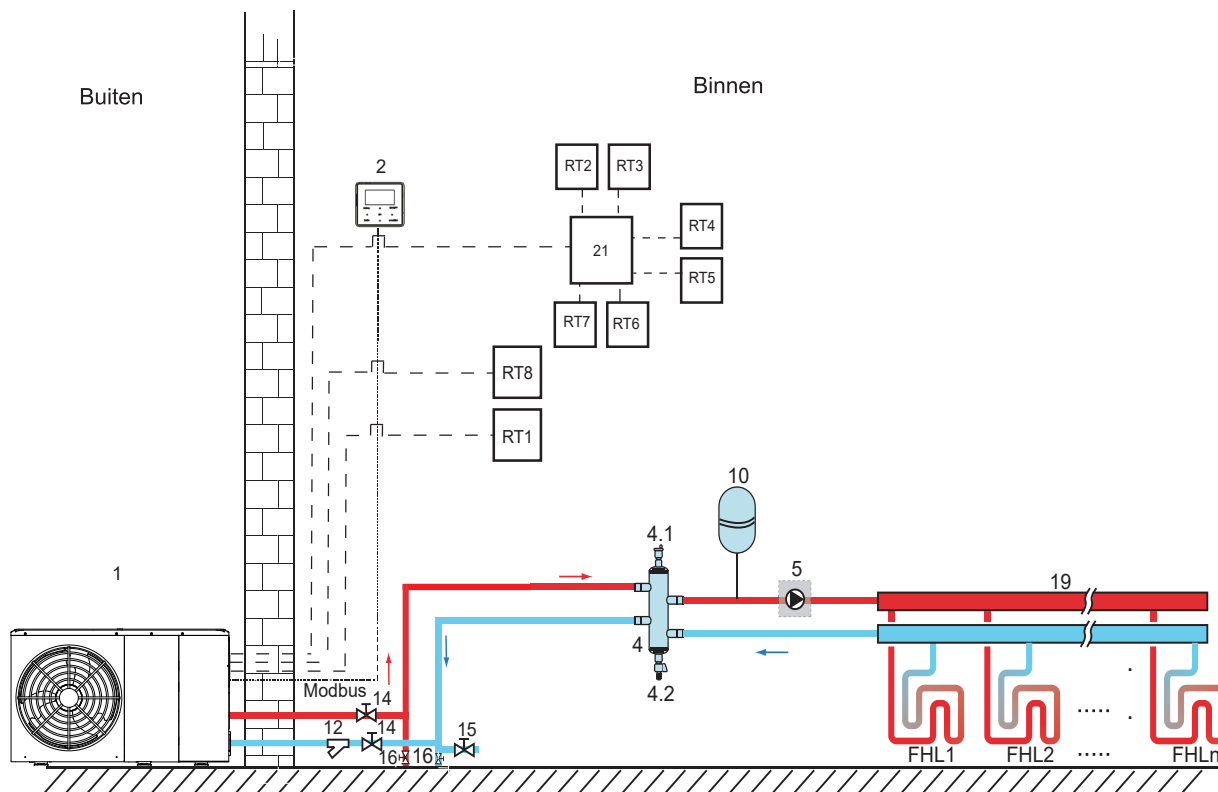 Buiten
Binnen
2
RT2
RT3
RT4
21
RT5
RT7
RT6
RT8
RT1
10
4.1
5
1
19
4
4.2
Modbus
14
12
14
15
16
16
.....
.
.
FHL1
FHL2
.....
FHLn